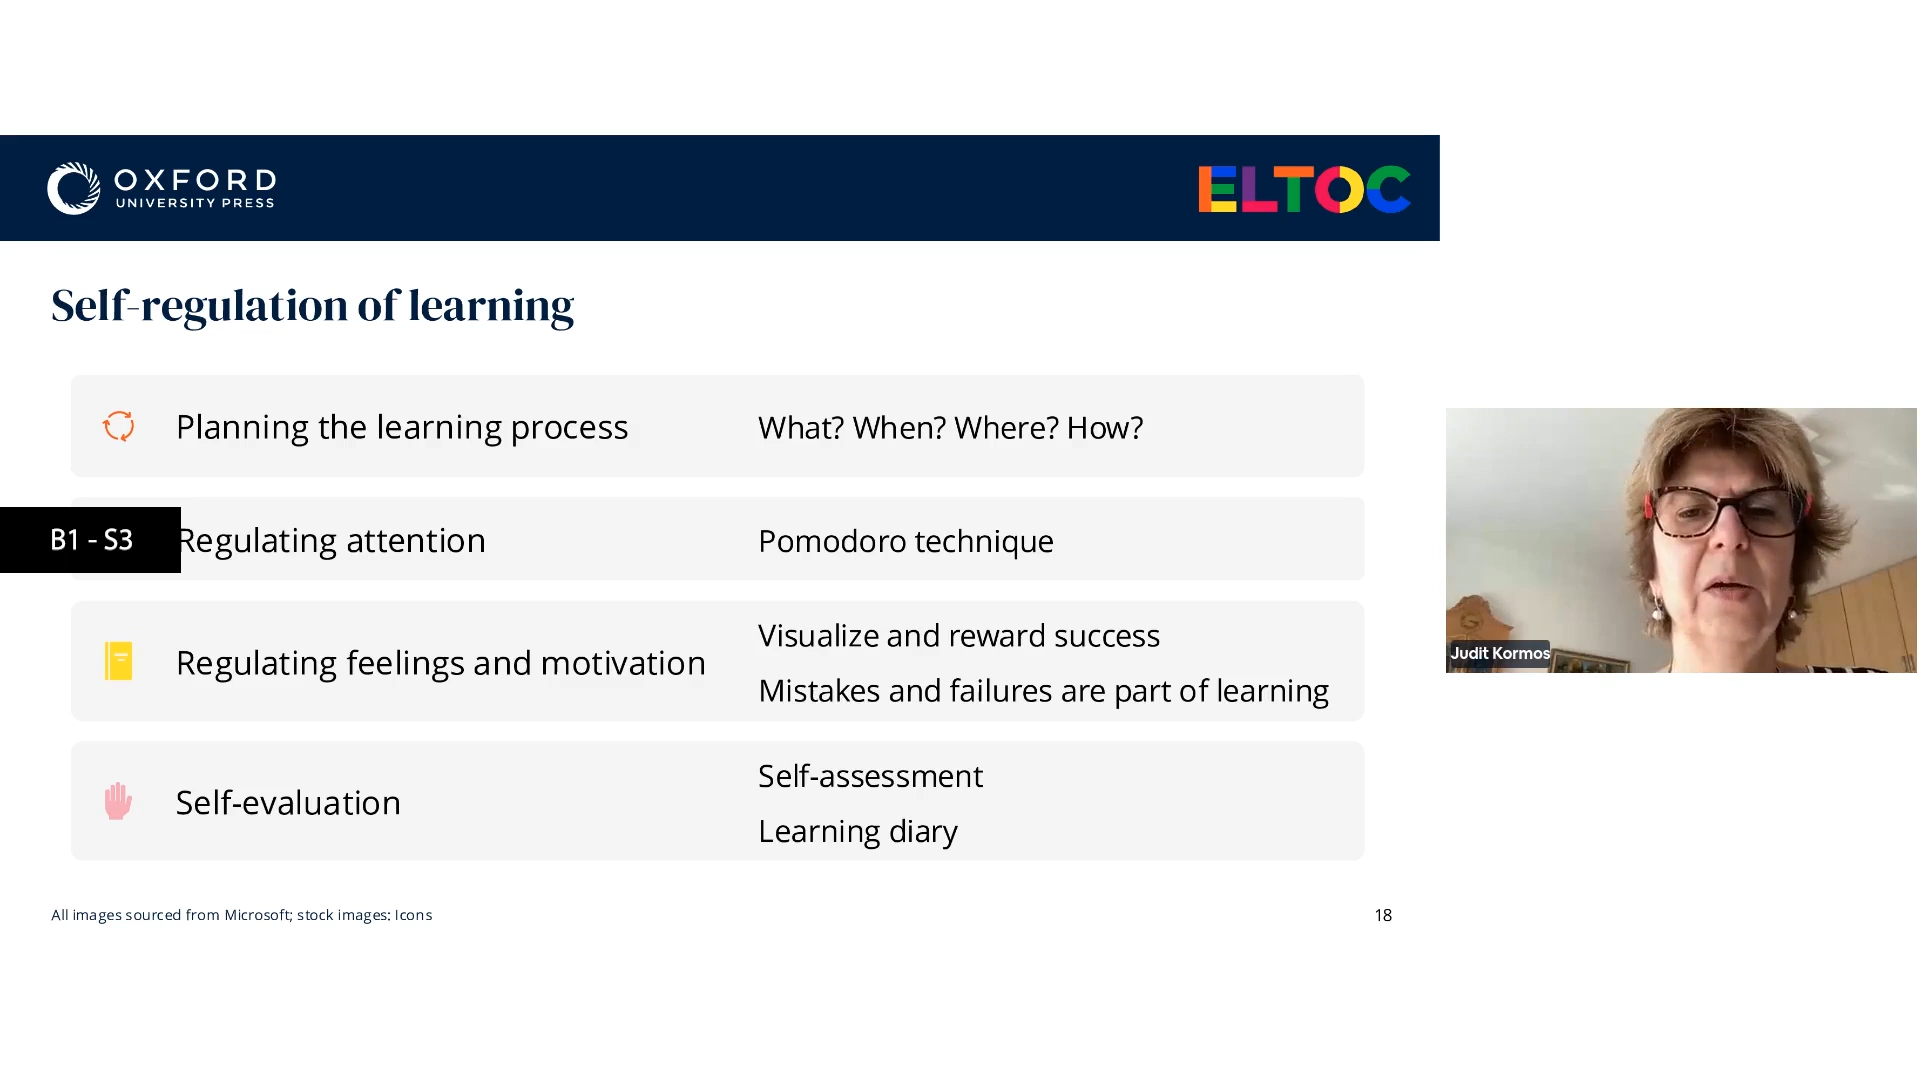 OXFORD
UNIVERSITY PRESS
ELTOC
Self-regulation of learning
Planning the learning process
What? When? Where? How?
B1 - S3
Regulating attention
Pomodoro technique
Regulating feelings and motivation
Visualize and reward success
Mistakes and failures are part of learning
Self-evaluation
Self-assessment
Learning diary
Judit Kormos
All images sourced from Microsoft; stock images: Icons
18